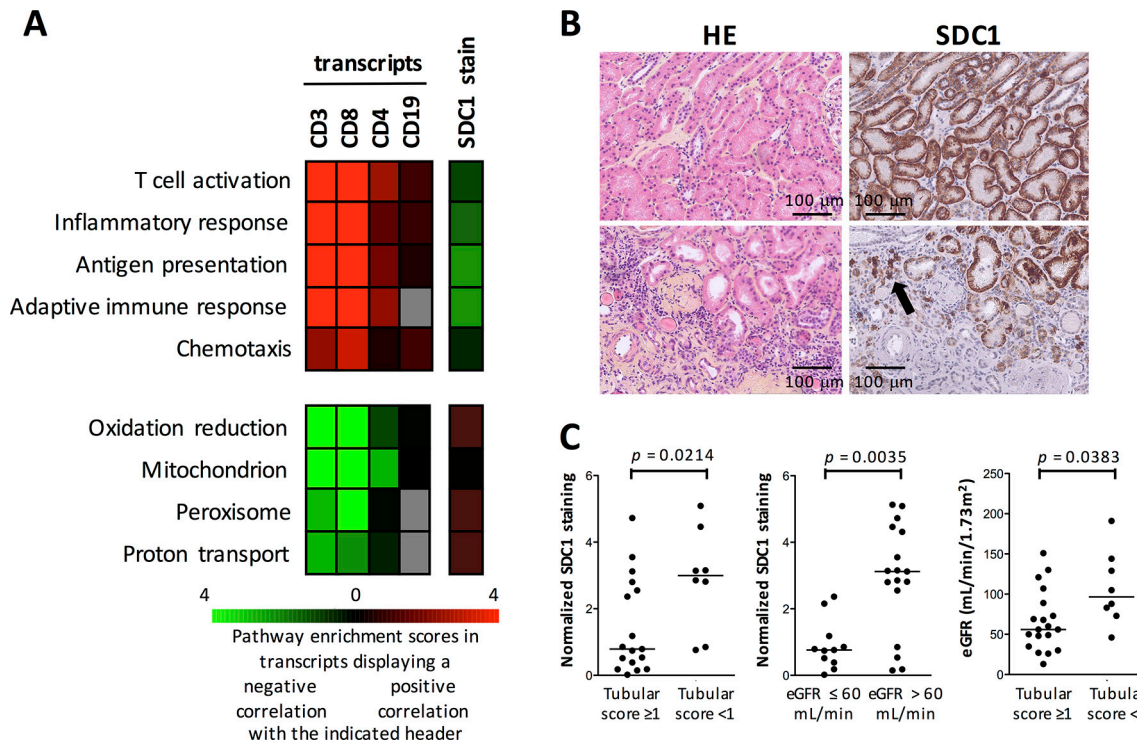 A
transcripts
CD3
CD8
CD4
CD19
SDC1 stain
T cell activation
Inflammatory response
Antigen presentation
Adaptive immune response
Chemotaxis
Oxidation reduction
Mitochondrion
Peroxisome
Proton transport
4 0 4
Pathway enrichment scores in
transcripts displaying a
negative positive
correlation correlation
with the indicated header
B
HE SDC1
100 μm 100 μm
100 μm 100 μm
C
p = 0.0214
Normalized SDC1 staining
6
4
2
0
Tubular Tubular
score ≥1 score <1
p = 0.0035
Normalized SDC1 staining
6
4
2
0
eGFR ≤ 60 eGFR > 60
mL/min mL/min
p = 0.0383
eGFR (mL/min/1.73m²)
250
200
150
100
50
0
Tubular Tubular
score ≥1 score <